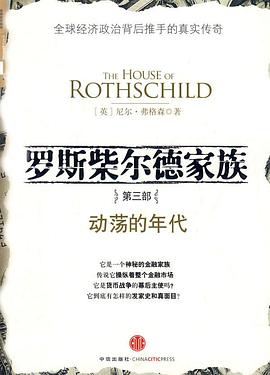 全球经济政治背后推手的真实传奇
THE HOUSE OF
ROTHSCHILD
[英] 尼尔·弗格森 著
罗斯柴尔德家族
第三部
动荡的年代
它是一个神秘的金融家族
传说它操纵着整个金融市场
它是货币战争的幕后主使吗?
它到底有怎样的发家史和真面目?
中信出版社·CHINACITICPRESS